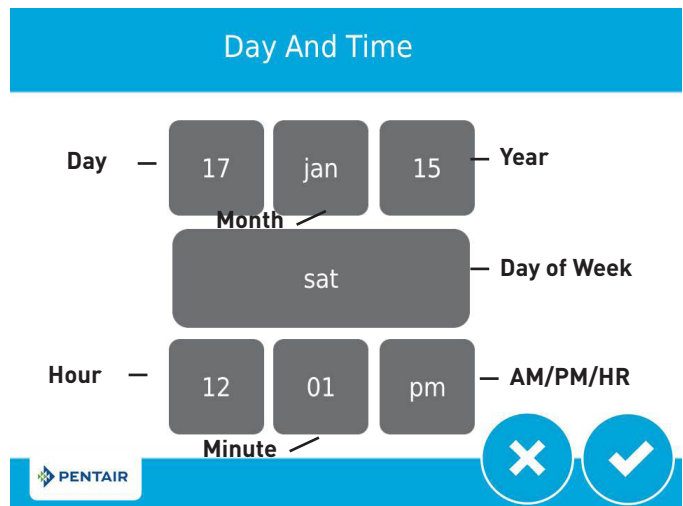 Day And Time
Day 17 jan 15 Year
Month
sat Day of Week
Hour 12 01 pm AM/PM/HR
Minute
PENTAIR